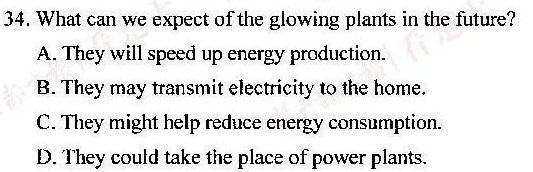 34. What can we expect of the glowing plants in the future?
A. They will speed up energy production.
B. They may transmit electricity to the home.
C. They might help reduce energy consumption.
D. They could take the place of power plants.